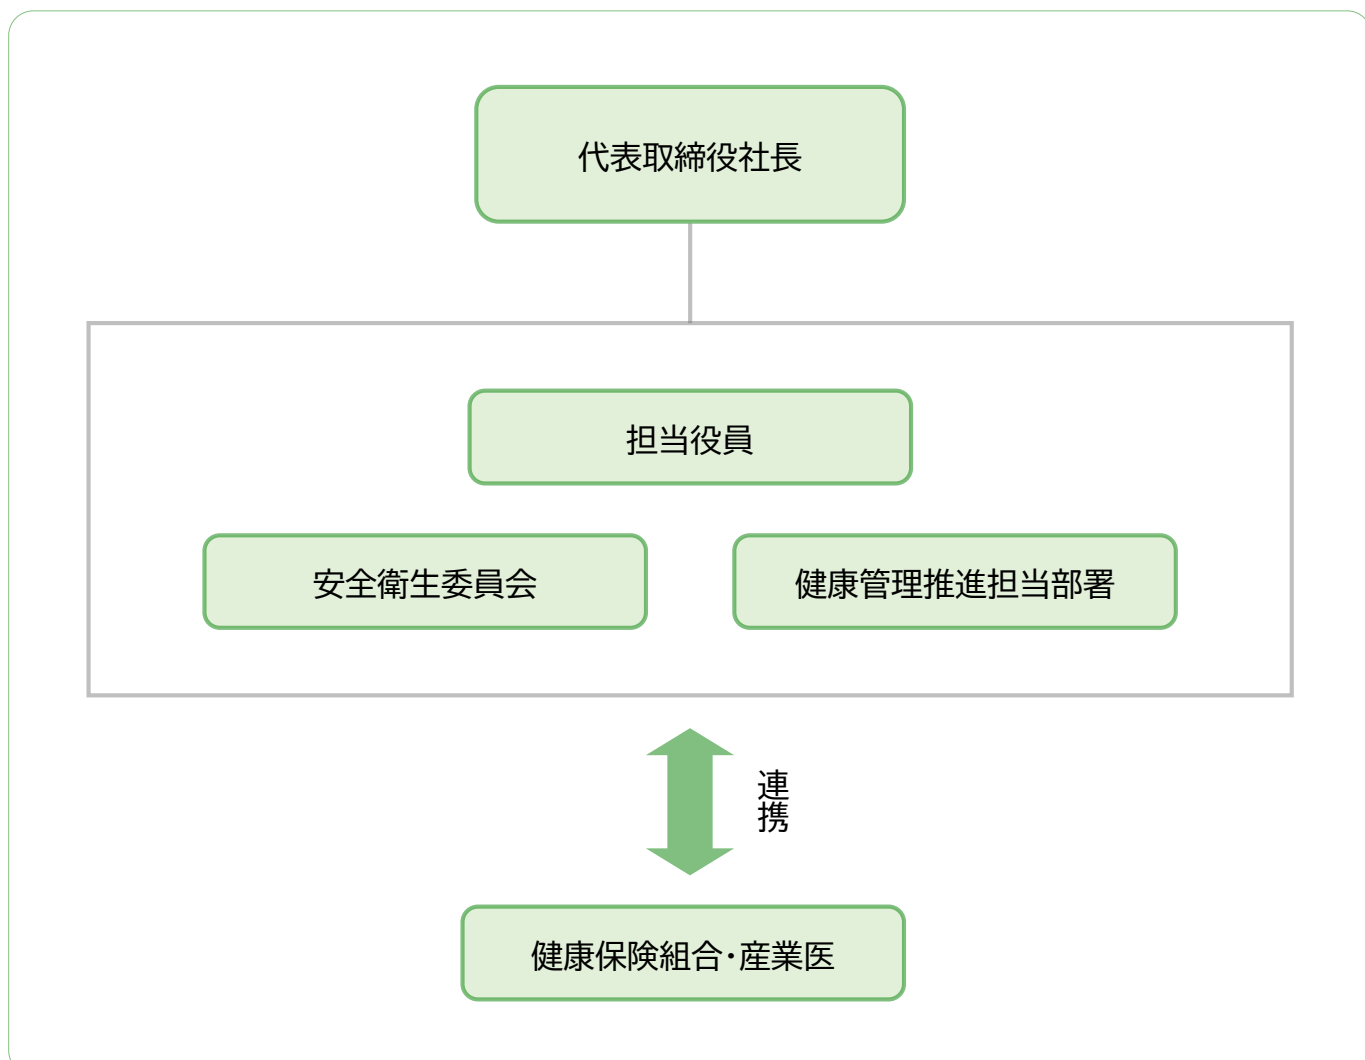 代表取締役社長
担当役員
安全衛生委員会
健康管理推進担当部署
連携
健康保険組合・産業医